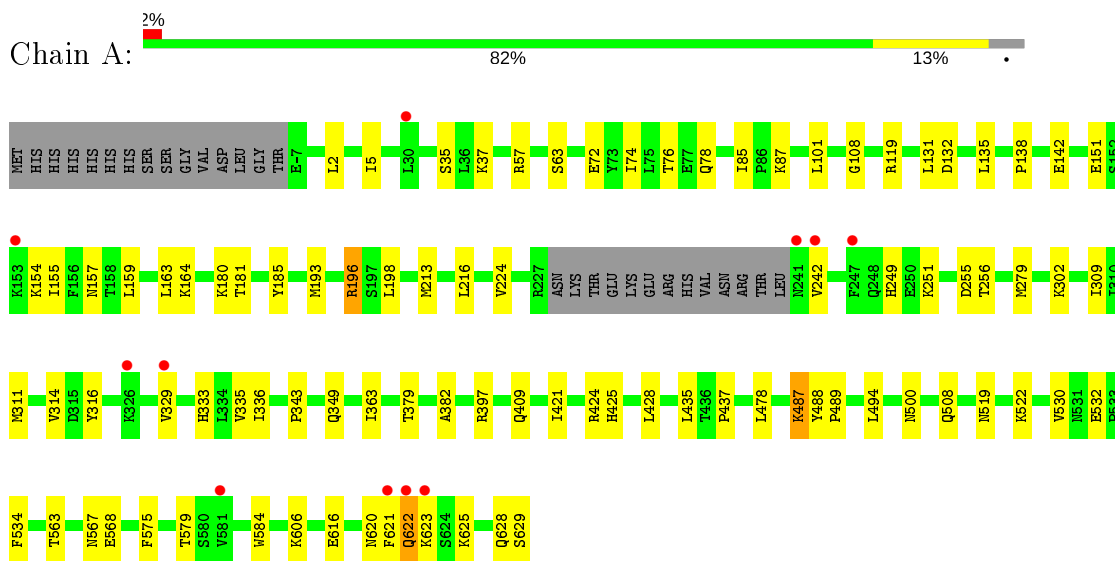 2%
Chain A:
82% 13% •
MET HIS HIS HIS HIS HIS HIS SER SER GLY VAL ASP LEU GLY THR E-7 L2 I5 L30 S35 L36 K37 R57 S63 E72 Y73 I74 L75 T76 E77 Q78 I85 P86 K87 L101 G108 R119 L131 D132 L135 P138 E142 E151 S152
K153 K154 I155 F156 N157 T158 L159 L163 K164 K180 T181 Y185 M193 R196 S197 L198 M213 L216 V224 R227 ASN LYS THR GLU LYS GLU ARG HIS VAL ASN ARG THR LEU N241 V242 F247 Q248 H249 E250 K251 D255 T256 M279 K302 I309 I310
M311 V314 D315 Y316 K326 V329 H333 L334 V335 I336 P343 Q349 I363 T379 A382 R397 Q409 I421 R424 H425 L428 L435 T436 P437 L478 K487 Y488 P489 L494 N500 Q508 N519 K522 V530 N531 E532 P533
F534 T563 N567 E568 F575 T579 S580 V581 W584 K606 E616 N620 F621 Q622 K623 S624 K625 Q628 S629